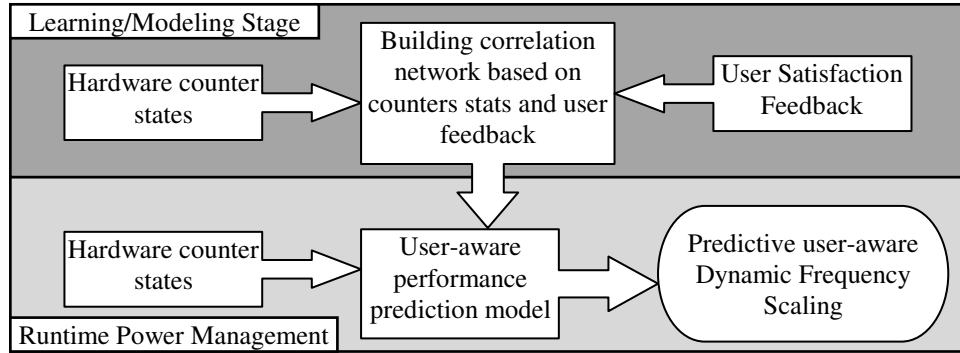 Learning/Modeling Stage
Hardware counter
states
Building correlation
network based on
counters stats and user
feedback
User Satisfaction
Feedback
Hardware counter
states
User-aware
performance
prediction model
Predictive user-aware
Dynamic Frequency
Scaling
Runtime Power Management